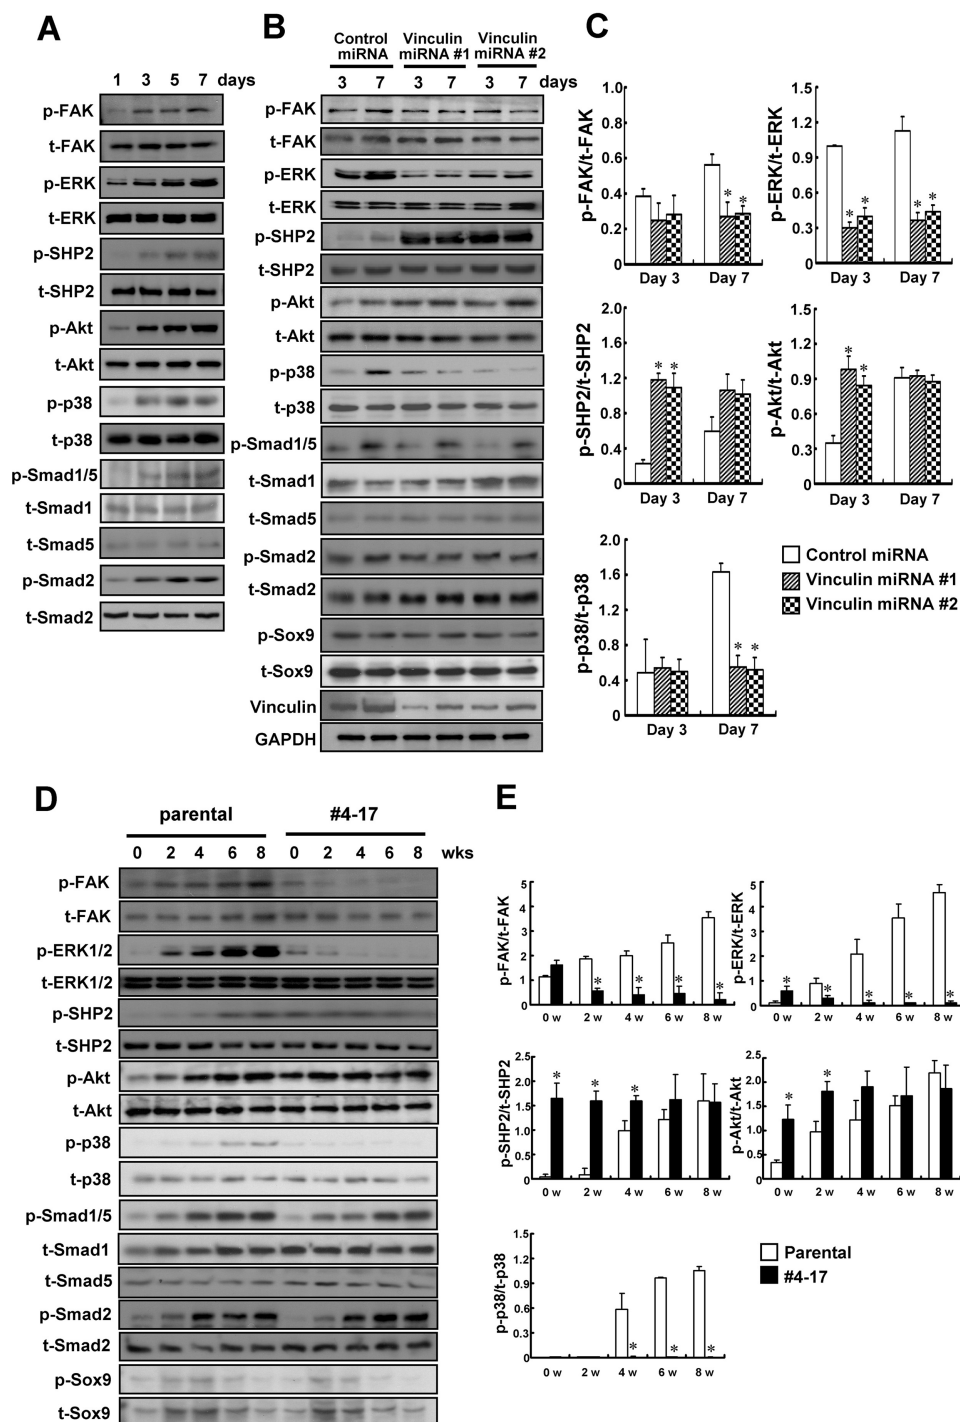 A
1 3 5 7 days
p-FAK
t-FAK
p-ERK
t-ERK
p-SHP2
t-SHP2
p-Akt
t-Akt
p-p38
t-p38
p-Smad1/5
t-Smad1
t-Smad5
p-Smad2
t-Smad2
B
Control miRNA
Vinculin miRNA #1
Vinculin miRNA #2
3 7 3 7 3 7 days
p-FAK
t-FAK
p-ERK
t-ERK
p-SHP2
t-SHP2
p-Akt
t-Akt
p-p38
t-p38
p-Smad1/5
t-Smad1
t-Smad5
p-Smad2
t-Smad2
p-Sox9
t-Sox9
Vinculin
GAPDH
C
p-FAK/t-FAK
1.0
0.8
0.6
0.4
0.2
0
* *
Day 3 Day 7
p-ERK/t-ERK
1.5
1.2
0.9
0.6
0.3
0
* * * *
Day 3 Day 7
p-SHP2/t-SHP2
2.0
1.6
1.2
0.8
0.4
0
* *
Day 3 Day 7
p-Akt/t-Akt
1.5
1.2
0.9
0.6
0.3
0
* *
Day 3 Day 7
p-p38/t-p38
2.0
1.6
1.2
0.8
0.4
0
* *
Day 3 Day 7
Control miRNA
Vinculin miRNA #1
Vinculin miRNA #2
D
parental #4-17
0 2 4 6 8 0 2 4 6 8 wks
p-FAK
t-FAK
p-ERK1/2
t-ERK1/2
p-SHP2
t-SHP2
p-Akt
t-Akt
p-p38
t-p38
p-Smad1/5
t-Smad1
t-Smad5
p-Smad2
t-Smad2
p-Sox9
t-Sox9
E
p-FAK/t-FAK
5
4
3
2
1
0
* * * *
0 w 2 w 4 w 6 w 8 w
p-ERK/t-ERK
5
4
3
2
1
0
* * * * *
0 w 2 w 4 w 6 w 8 w
p-SHP2/t-SHP2
2.5
2.0
1.5
1.0
0.5
0
* * *
0 w 2 w 4 w 6 w 8 w
p-Akt/t-Akt
2.5
2.0
1.5
1.0
0.5
0
* *
0 w 2 w 4 w 6 w 8 w
p-p38/t-p38
1.5
1.2
0.9
0.6
0.3
0
* * *
0 w 2 w 4 w 6 w 8 w
Parental
#4-17